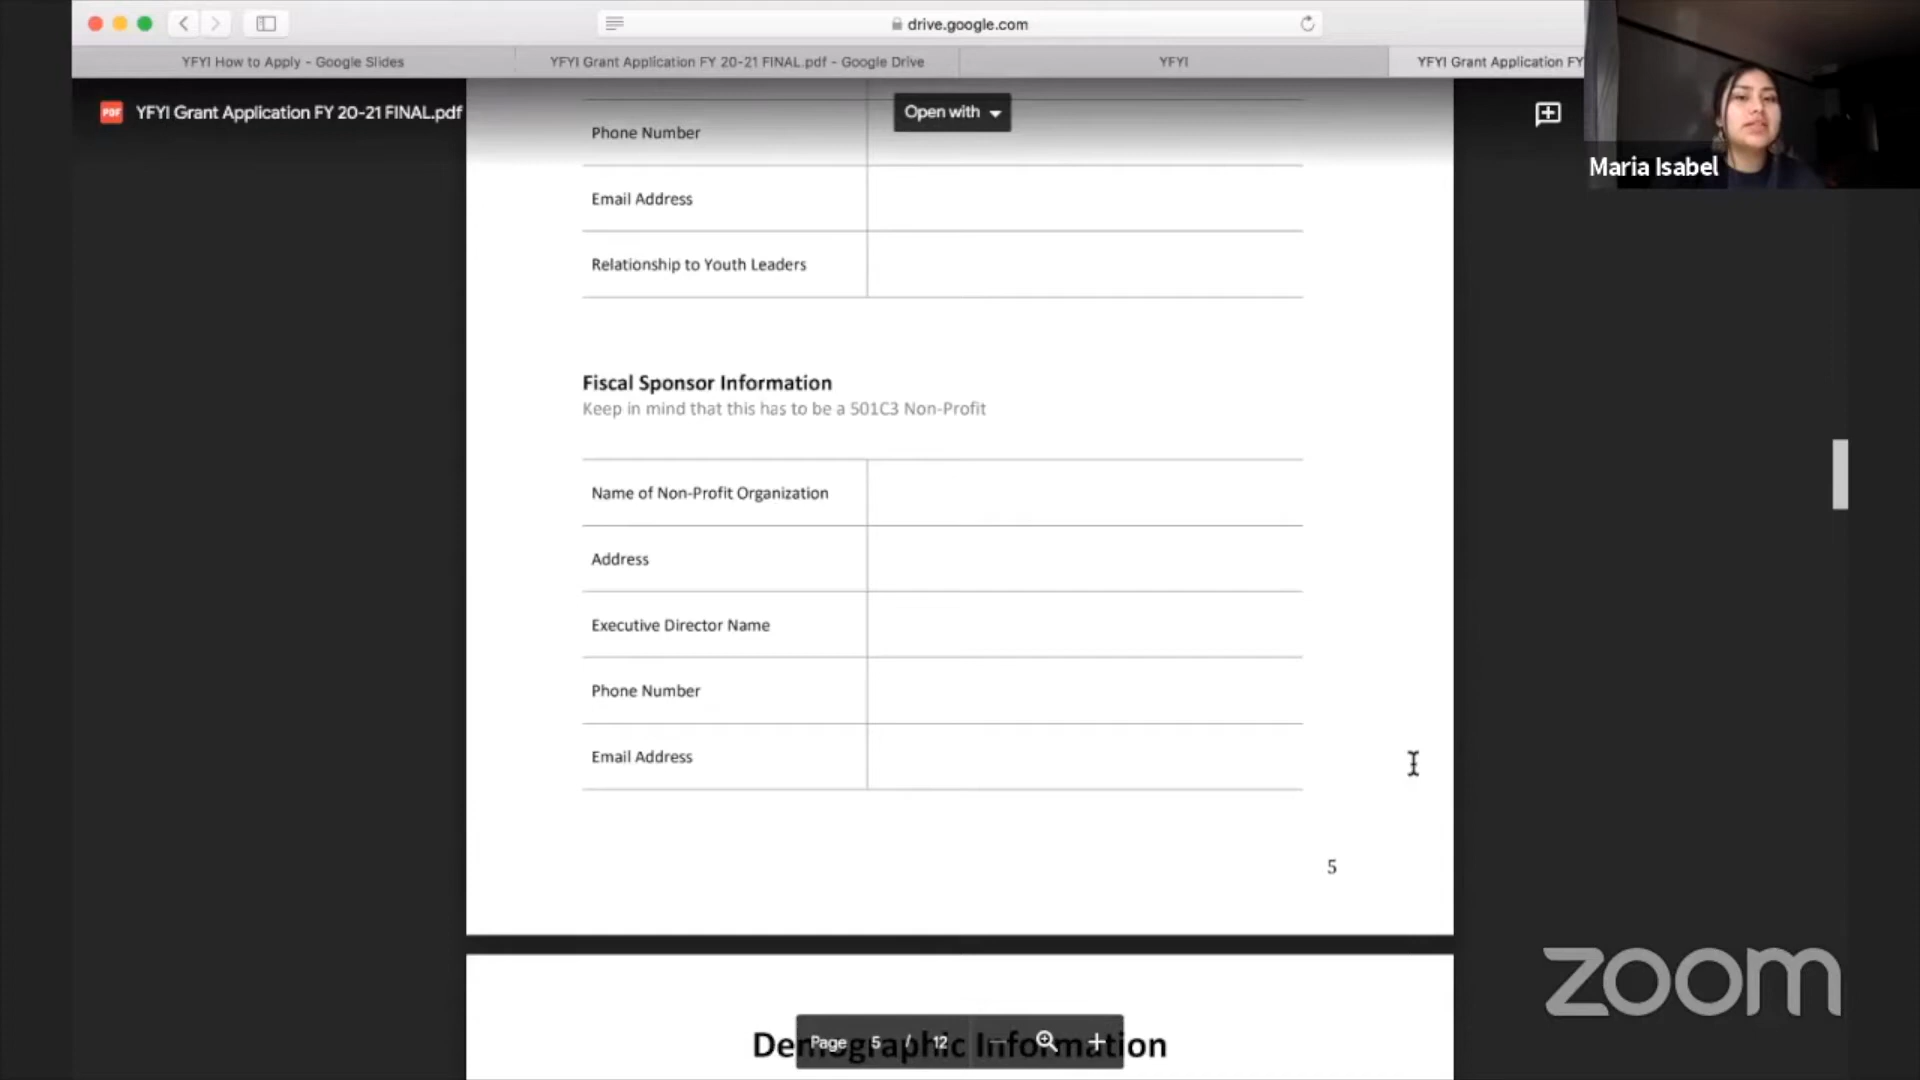 drive.google.com
YFYI How to Apply - Google Slides
YFYI Grant Application FY 20-21 FINAL.pdf - Google Drive
YFYI
YFYI Grant Application FY
PDF
YFYI Grant Application FY 20-21 FINAL.pdf
Open with
Maria Isabel
Phone Number
Email Address
Relationship to Youth Leaders
Fiscal Sponsor Information
Keep in mind that this has to be a 501C3 Non-Profit
Name of Non-Profit Organization
Address
Executive Director Name
Phone Number
Email Address
5
zoom
Demographic Information
Page 5 / 12